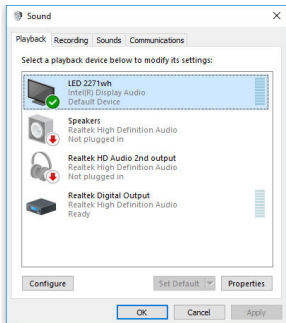 Sound
Playback Recording Sounds Communications
Select a playback device below to modify its settings:
LED 2271wh
Intel(R) Display Audio
Default Device
Speakers
Realtek High Definition Audio
Not plugged in
Realtek HD Audio 2nd output
Realtek High Definition Audio
Not plugged in
Realtek Digital Output
Realtek High Definition Audio
Ready
Configure Set Default Properties
OK Cancel Apply